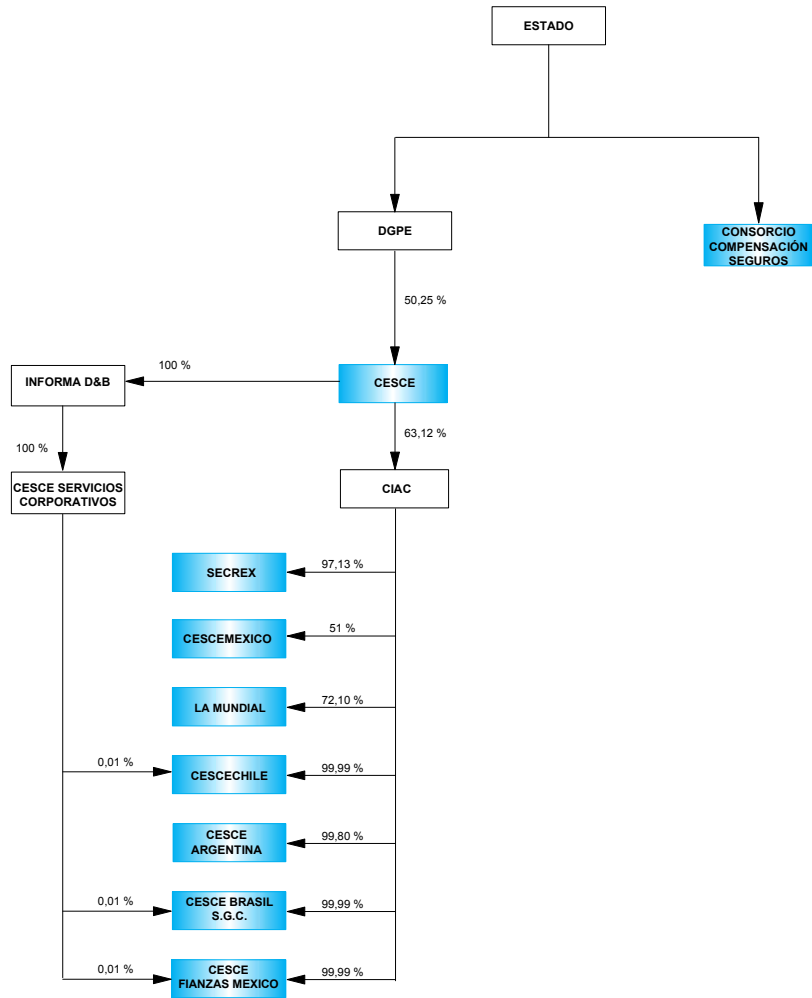 ESTADO
DGPE
CONSORCIO
COMPENSACIÓN
SEGUROS
50,25 %
100 %
INFORMA D&B
CESCE
63,12 %
100 %
CESCE SERVICIOS
CORPORATIVOS
CIAC
SECREX
97,13 %
CESCEMEXICO
51 %
LA MUNDIAL
72,10 %
0,01 %
CESCECHILE
99,99 %
CESCE
ARGENTINA
99,80 %
0,01 %
CESCE BRASIL
S.G.C.
99,99 %
0,01 %
CESCE
FIANZAS MEXICO
99,99 %